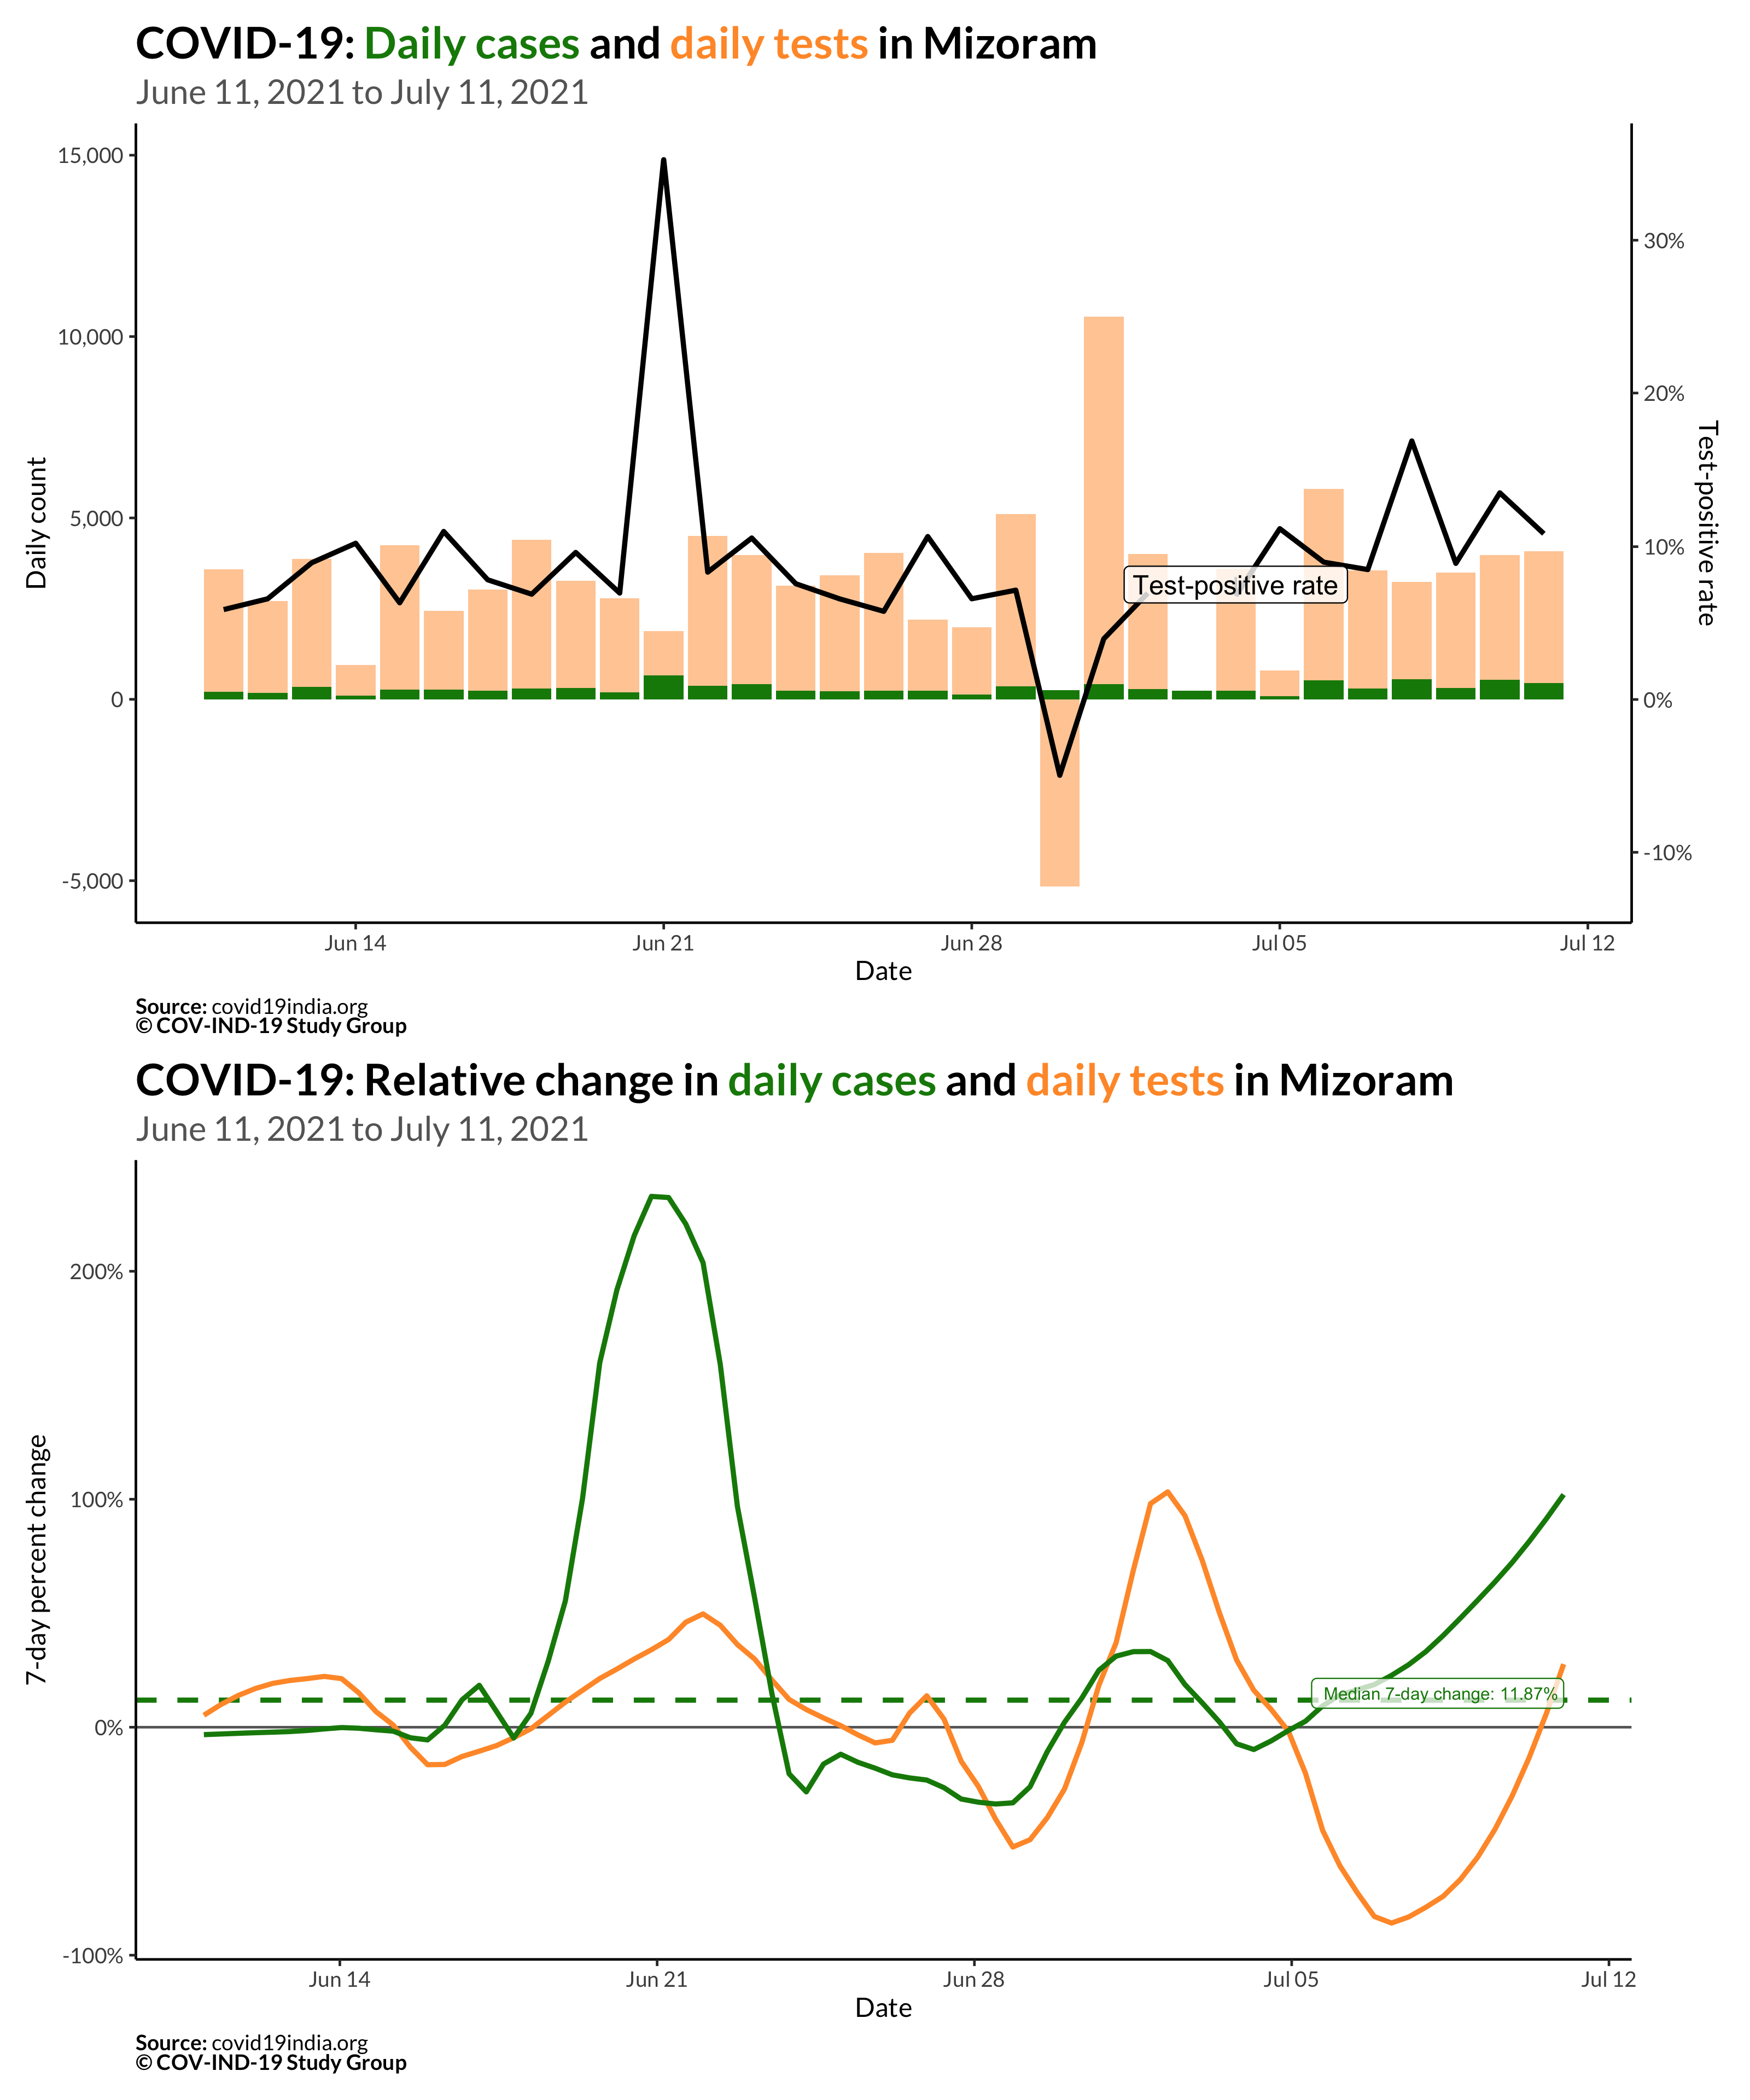 COVID-19: Daily cases and daily tests in Mizoram
June 11, 2021 to July 11, 2021
15,000
10,000
5,000
0
-5,000
Daily count
30%
20%
10%
0%
-10%
Test-positive rate
Test-positive rate
Jun 14
Jun 21
Jun 28
Jul 05
Jul 12
Date
Source: covid19india.org
© COV-IND-19 Study Group
COVID-19: Relative change in daily cases and daily tests in Mizoram
June 11, 2021 to July 11, 2021
200%
100%
0%
-100%
7-day percent change
Median 7-day change: 11.87%
Jun 14
Jun 21
Jun 28
Jul 05
Jul 12
Date
Source: covid19india.org
© COV-IND-19 Study Group